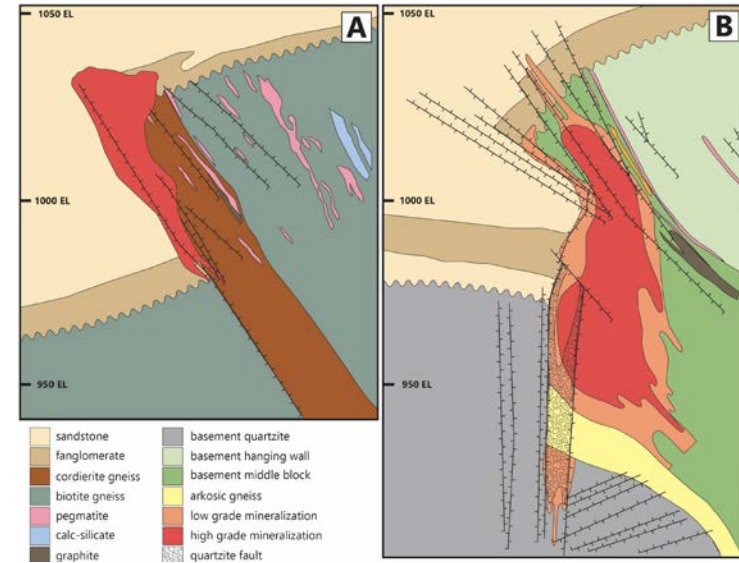 1050 EL
A
1000 EL
950 EL
1050 EL
B
1000 EL
950 EL
sandstone
fanglomerate
cordierite gneiss
biotite gneiss
pegmatite
calc-silicate
graphite
basement quartzite
basement hanging wall
basement middle block
arkosic gneiss
low grade mineralization
high grade mineralization
quartzite fault